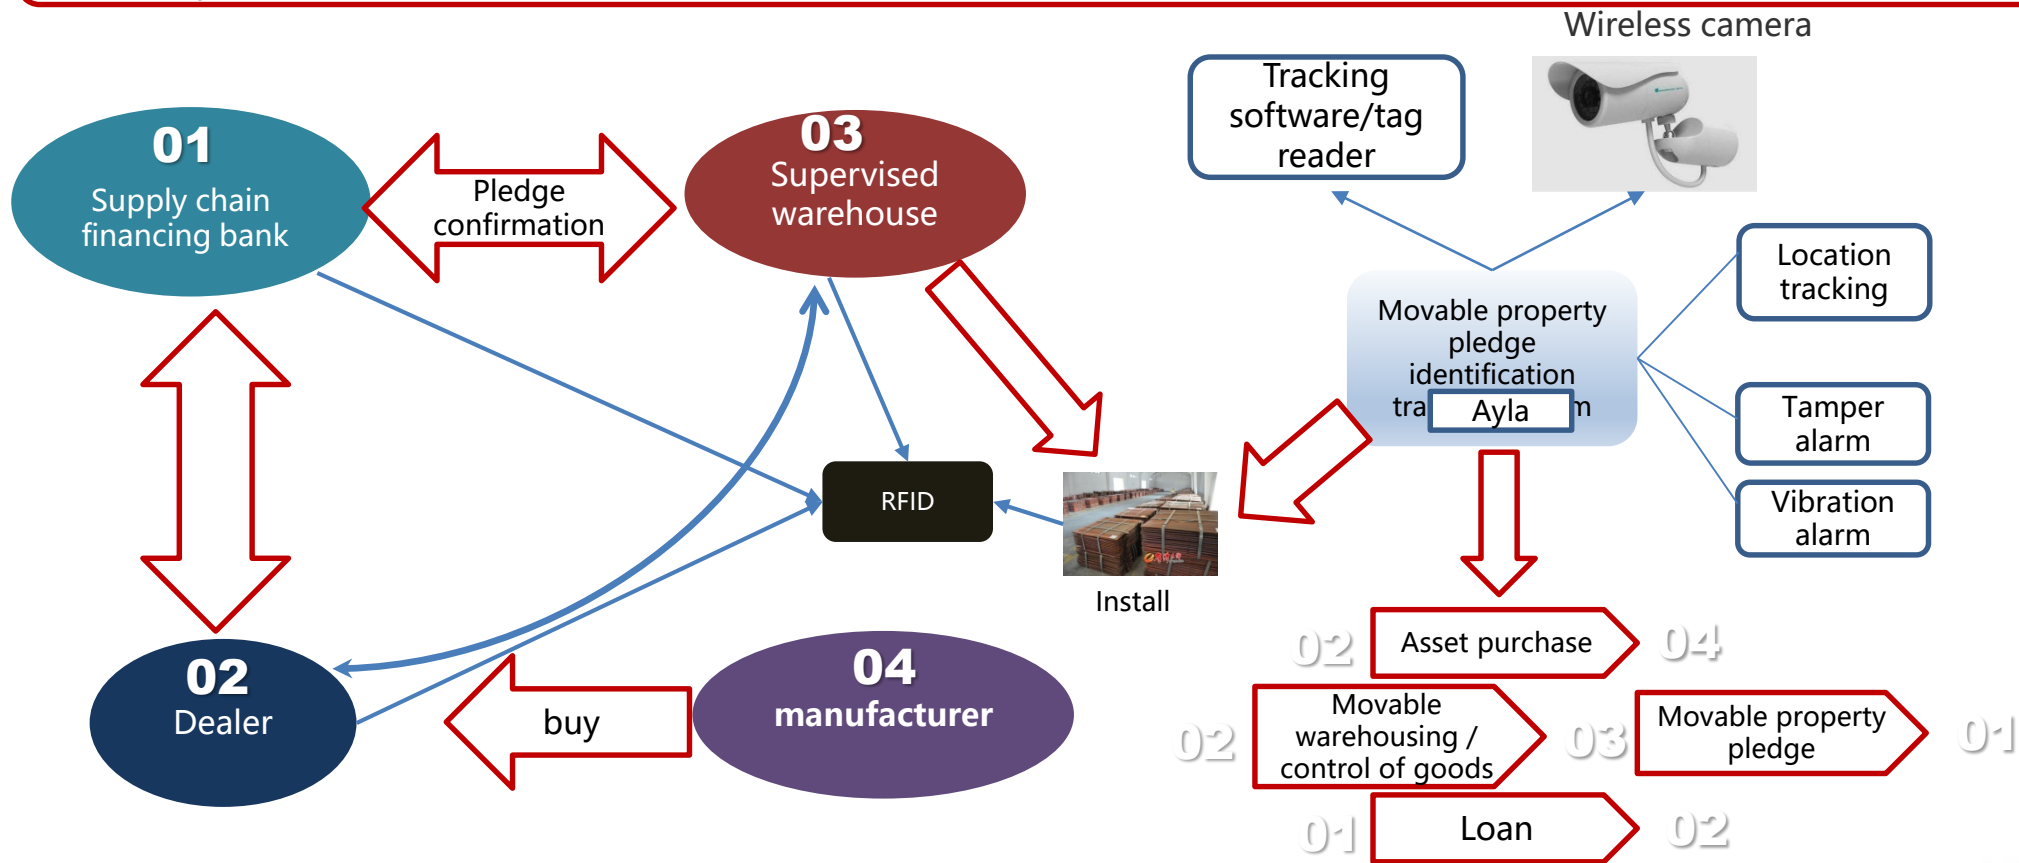 Wireless camera
Tracking
software/tag
reader
01
Supply chain
financing bank
Pledge
confirmation
03
Supervised
warehouse
Location
tracking
Movable property
pledge
identification
Ayla
Tamper
alarm
Vibration
alarm
RFID
Install
02
Dealer
buy
04
manufacturer
02 Asset purchase 04
02
Movable
warehousing /
control of goods
03
Movable property
pledge
01
01 Loan 02